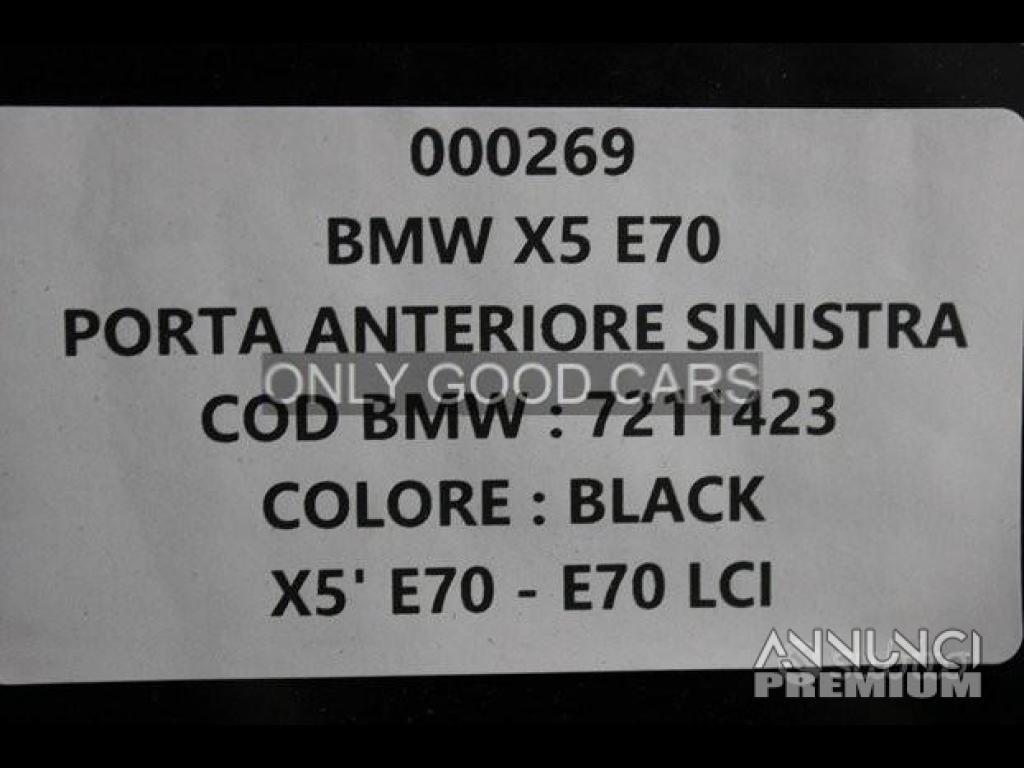 000269
BMW X5 E70
PORTA ANTERIORE SINISTRA
ONLY GOOD CARS
COD BMW : 7211423
COLORE : BLACK
X5' E70 - E70 LCI
ANNUNCI
PREMIUM